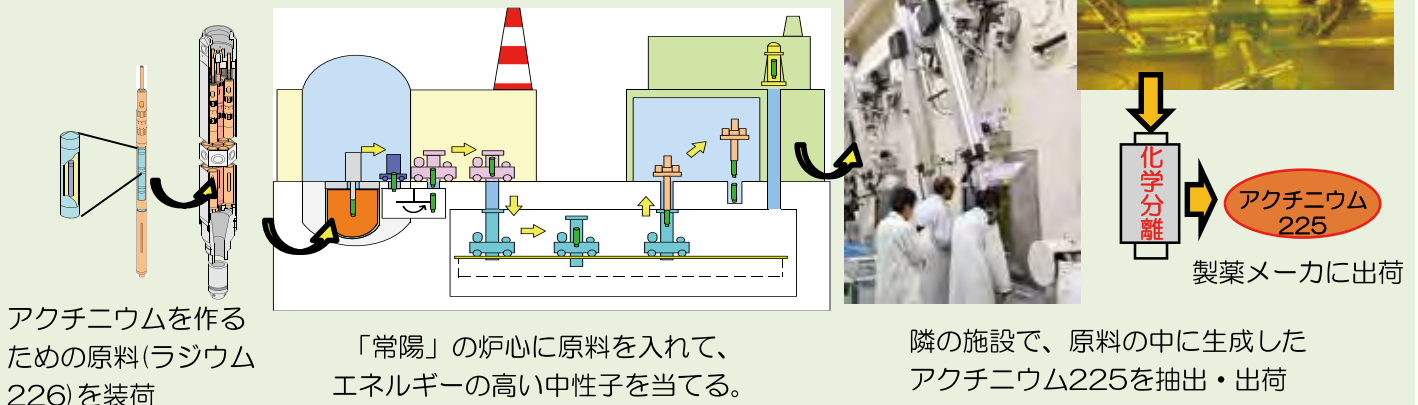 アクチニウムを作る
ための原料(ラジウム
226)を装荷
「常陽」の炉心に原料を入れて、
エネルギーの高い中性子を当てる。
化学分離
アクチニウム
225
製薬メーカに出荷
隣の施設で、原料の中に生成した
アクチニウム225を抽出・出荷